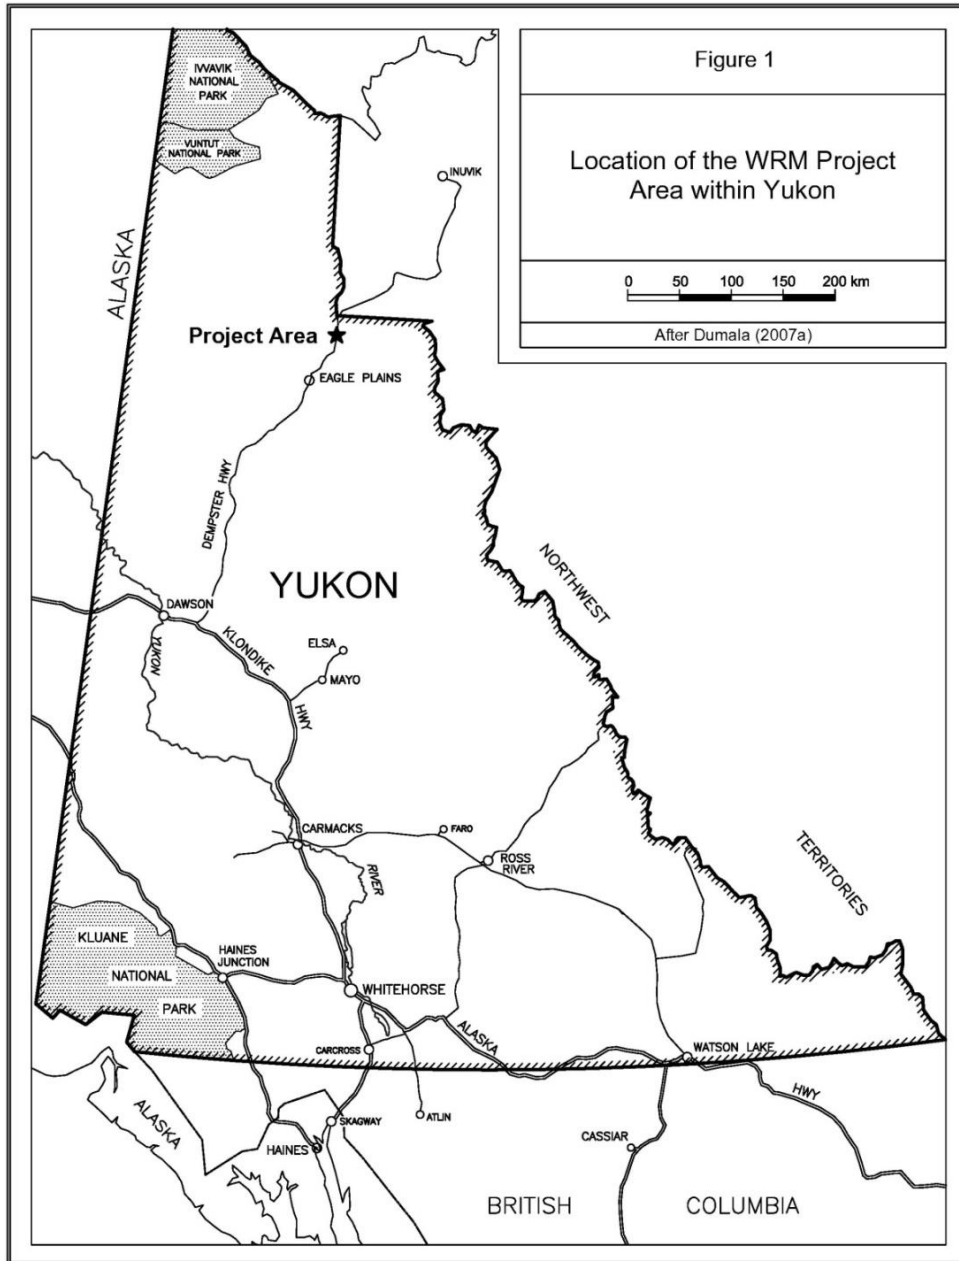 Figure 1
Location of the WRM Project
Area within Yukon
0 50 100 150 200 km
After Dumala (2007a)
IVVAVIK
NATIONAL
PARK
VUNTUT
NATIONAL PARK
INUVIK
ALASKA
Project Area
EAGLE PLAINS
DEMPSTER HWY
NORTHWEST
YUKON
DAWSON
KLONDIKE
YUKON
ELSA
MAYO
HWY
CARMACKS
FARO
ROSS
RIVER
RIVER
TERRITORIES
KLUANE
NATIONAL
PARK
HAINES
JUNCTION
WHITEHORSE
ALASKA
CARCROSS
WATSON LAKE
HWY
ALASKA
SKAGWAY
ATLIN
HAINES
CASSIAR
BRITISH COLUMBIA